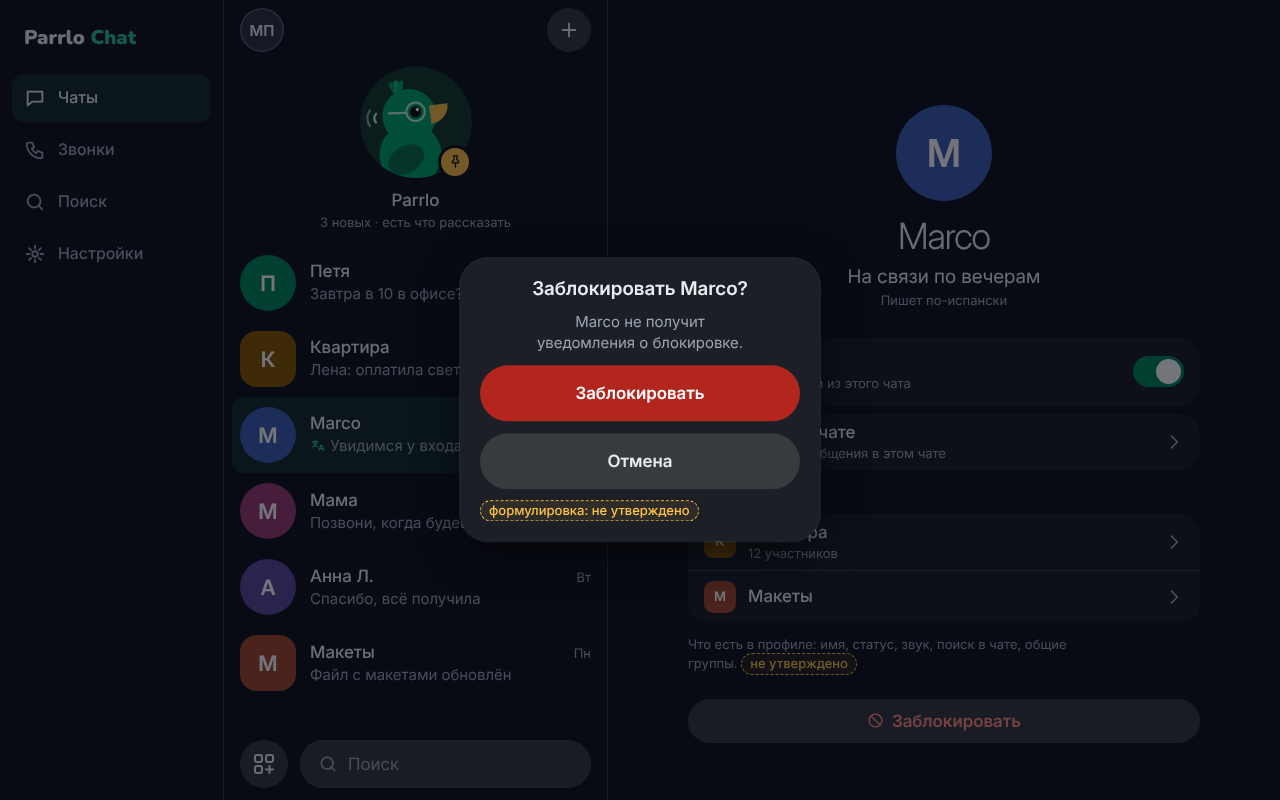 Parrlo Chat
Чаты
Звонки
Поиск
Настройки
МП
Parrlo
3 новых · есть что рассказать
П
Петя
Завтра в 10 в офисе?
К
Квартира
Лена: оплатила свет
М
Marco
Увидимся у входа
М
Мама
Позвони, когда
А
Анна Л.
Вт
Спасибо, всё получила
М
Макеты
Пн
Файл с макетами обновлён
Поиск
M
Marco
На связи по вечерам
Пишет по-испански
из этого чата
чате
в этом чате
К
12 участников
М
Макеты
Что есть в профиле: имя, статус, звук, поиск в чате, общие
группы. не утверждено
Заблокировать
Заблокировать Marco?
Marco не получит
уведомления о блокировке.
Заблокировать
Отмена
формулировка: не утверждено